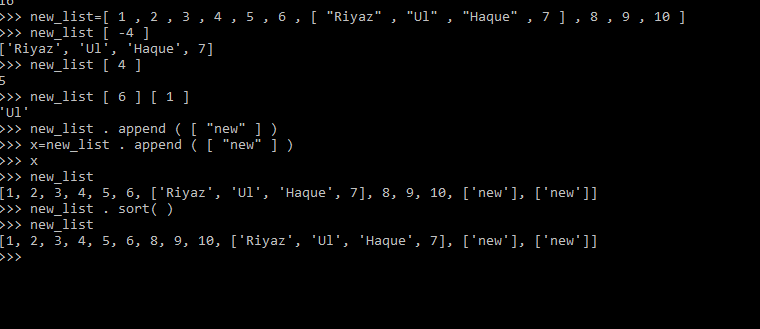 16
>>> new_list=[ 1 , 2 , 3 , 4 , 5 , 6 , [ "Riyaz" , "Ul" , "Haque" , 7 ] , 8 , 9 , 10 ]
>>> new_list [ -4 ]
['Riyaz', 'Ul', 'Haque', 7]
>>> new_list [ 4 ]
5
>>> new_list [ 6 ] [ 1 ]
'Ul'
>>> new_list . append ( [ "new" ] )
>>> x=new_list . append ( [ "new" ] )
>>> x
>>> new_list
[1, 2, 3, 4, 5, 6, ['Riyaz', 'Ul', 'Haque', 7], 8, 9, 10, ['new'], ['new']]
>>> new_list . sort( )
>>> new_list
[1, 2, 3, 4, 5, 6, 8, 9, 10, ['Riyaz', 'Ul', 'Haque', 7], ['new'], ['new']]
>>>